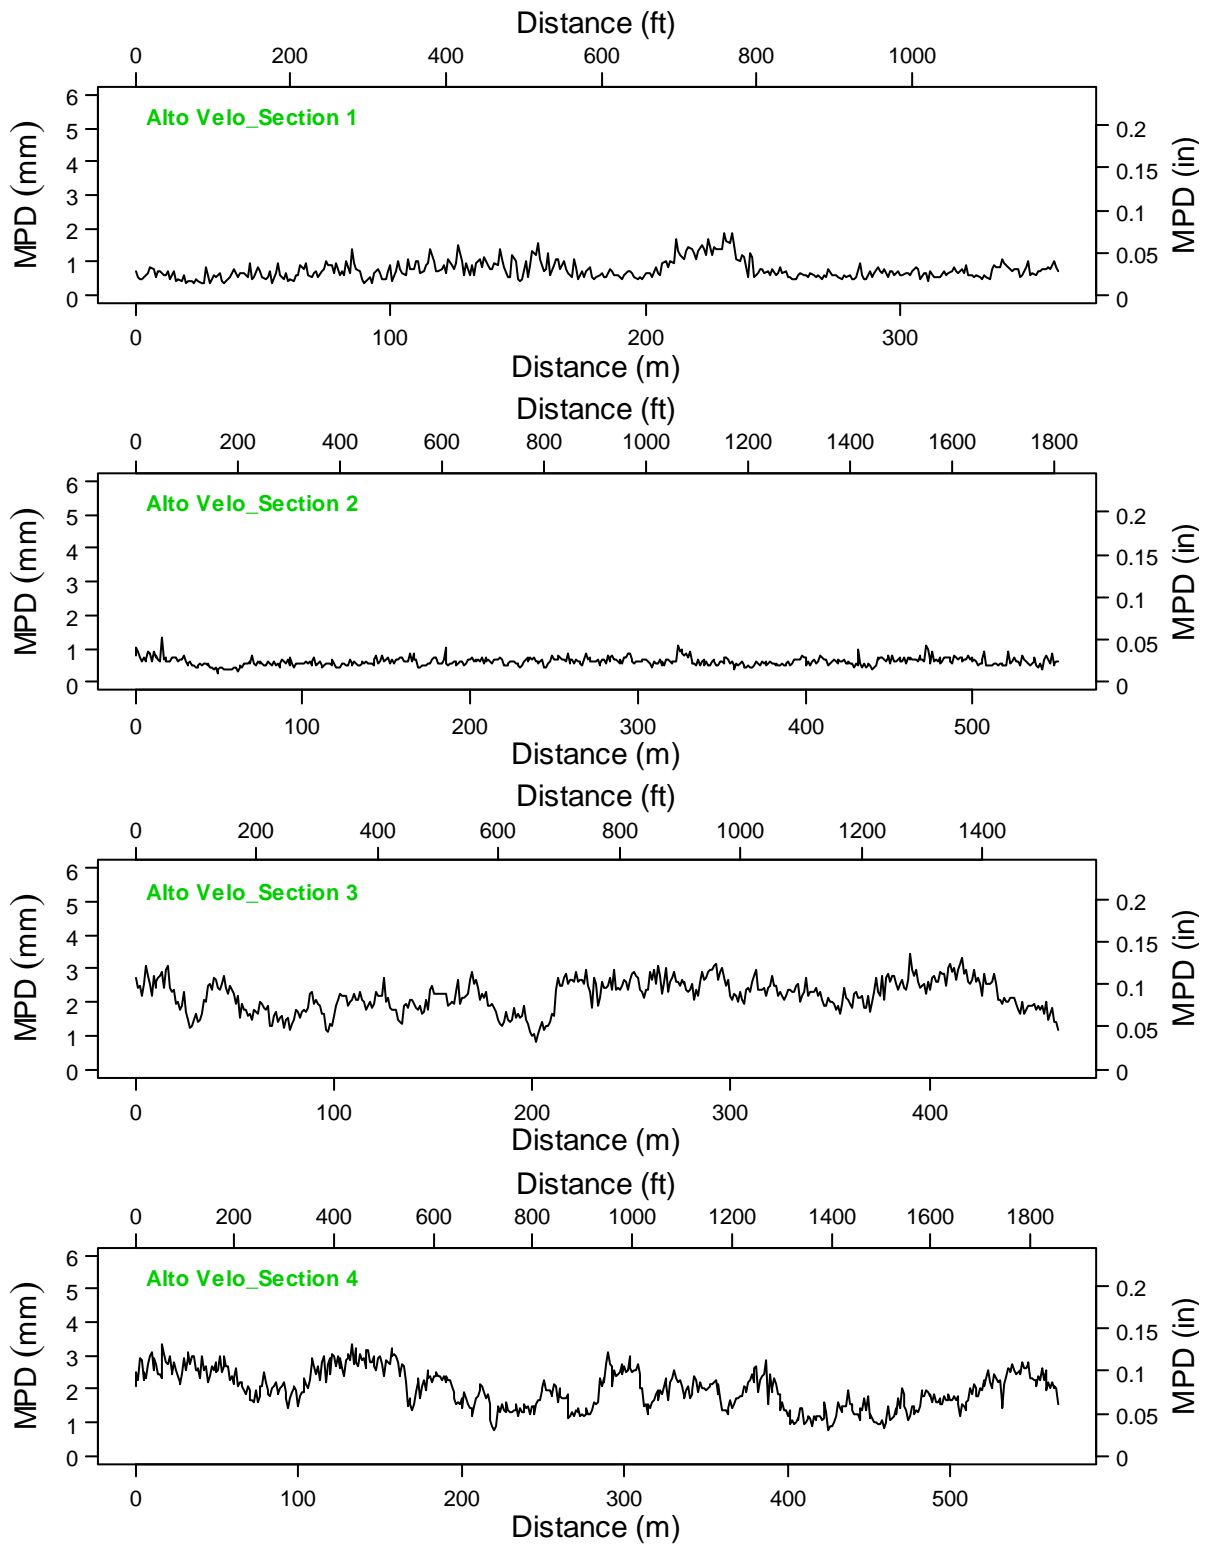 Distance (ft)
0 200 400 600 800 1000
Alto Velo_Section 1
MPD (mm)
6
5
4
3
2
1
0
0.2
0.15
0.1
0.05
0
MPD (in)
0 100 200 300
Distance (m)
Distance (ft)
0 200 400 600 800 1000 1200 1400 1600 1800
Alto Velo_Section 2
MPD (mm)
6
5
4
3
2
1
0
0.2
0.15
0.1
0.05
0
MPD (in)
0 100 200 300 400 500
Distance (m)
Distance (ft)
0 200 400 600 800 1000 1200 1400
Alto Velo_Section 3
MPD (mm)
6
5
4
3
2
1
0
0.2
0.15
0.1
0.05
0
MPD (in)
0 100 200 300 400
Distance (m)
Distance (ft)
0 200 400 600 800 1000 1200 1400 1600 1800
Alto Velo_Section 4
MPD (mm)
6
5
4
3
2
1
0
0.2
0.15
0.1
0.05
0
MPD (in)
0 100 200 300 400 500
Distance (m)